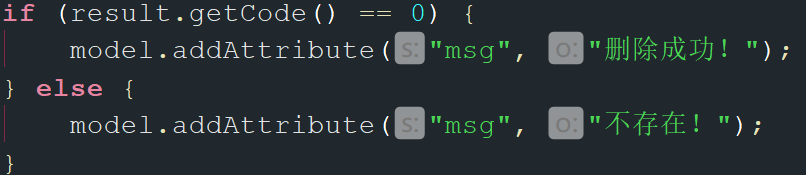 if (result.getCode() == 0) {
    model.addAttribute( s: "msg", o: "删除成功！");
} else {
    model.addAttribute( s: "msg", o: "不存在！");
}